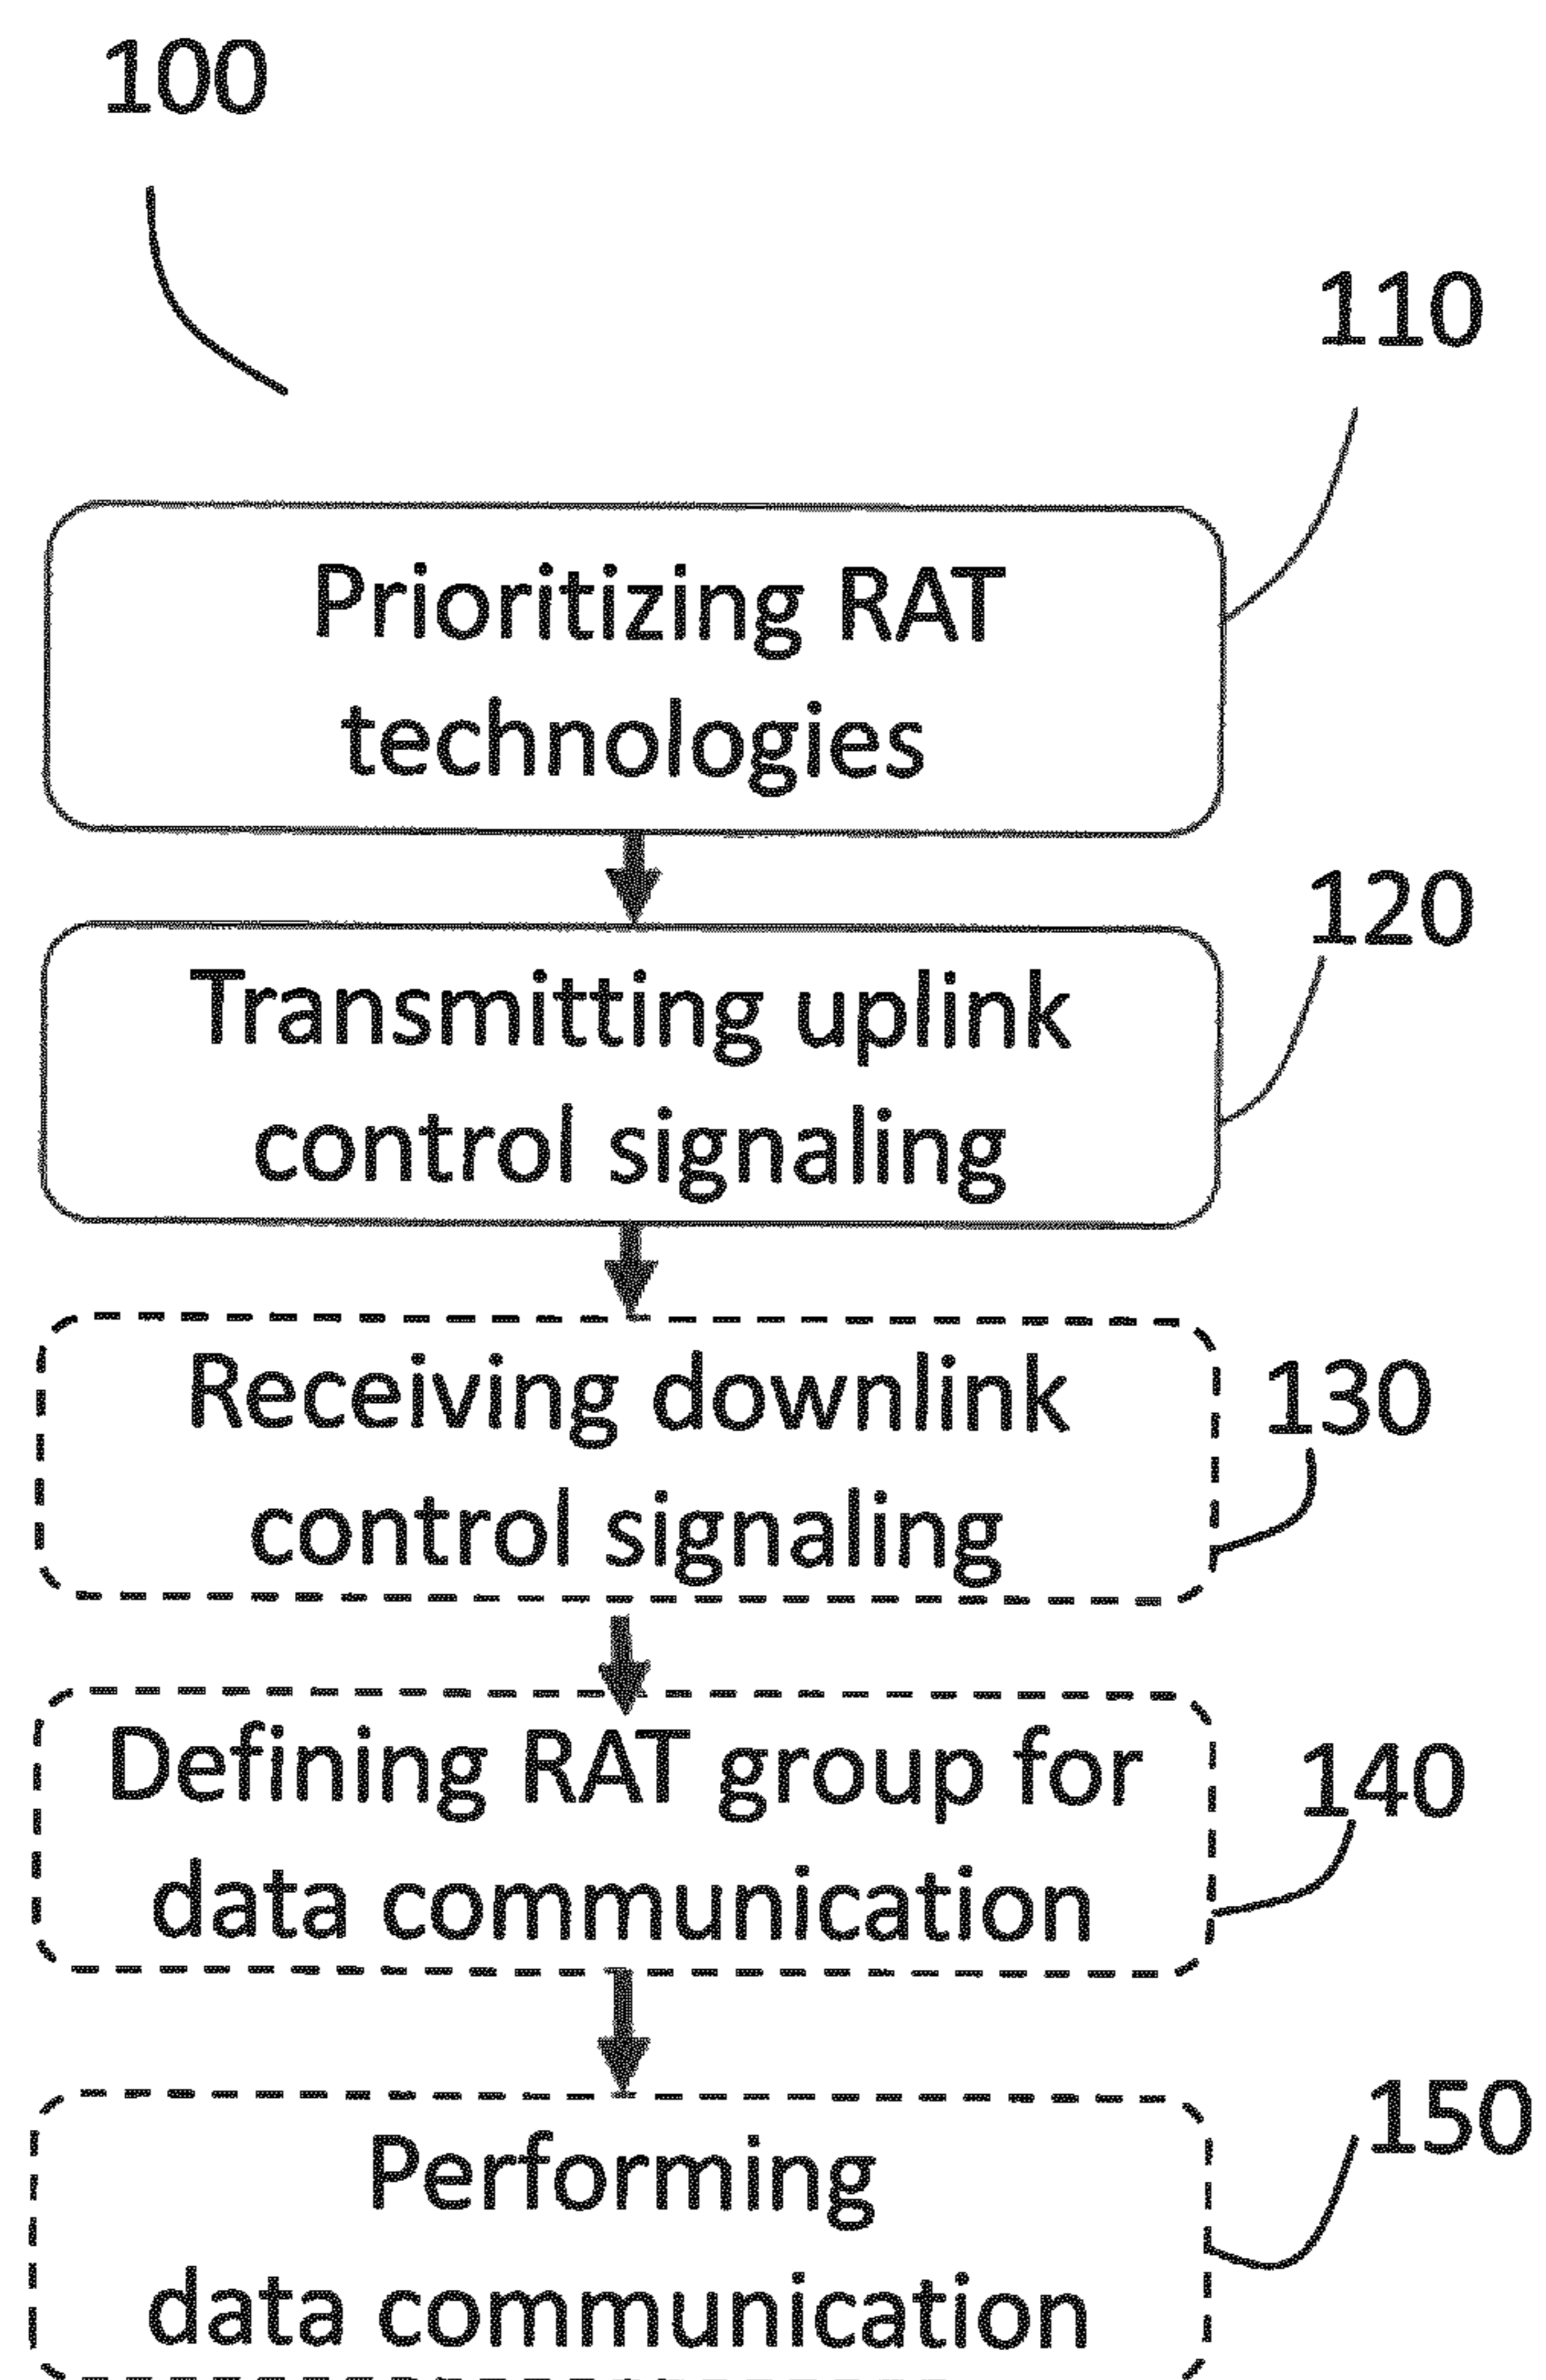 100
110
Prioritizing RAT
technologies
120
Transmitting uplink
control signaling
130
Receiving downlink
control signaling
140
Defining RAT group for
data communication
150
Performing
data communication